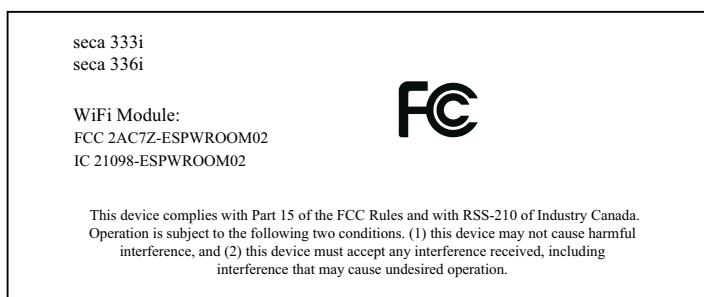 seca 333i
seca 336i
WiFi Module:
FCC 2AC7Z-ESPWROOM02
IC 21098-ESPWROOM02
FC
This device complies with Part 15 of the FCC Rules and with RSS-210 of Industry Canada.
Operation is subject to the following two conditions. (1) this device may not cause harmful
interference, and (2) this device must accept any interference received, including
interference that may cause undesired operation.